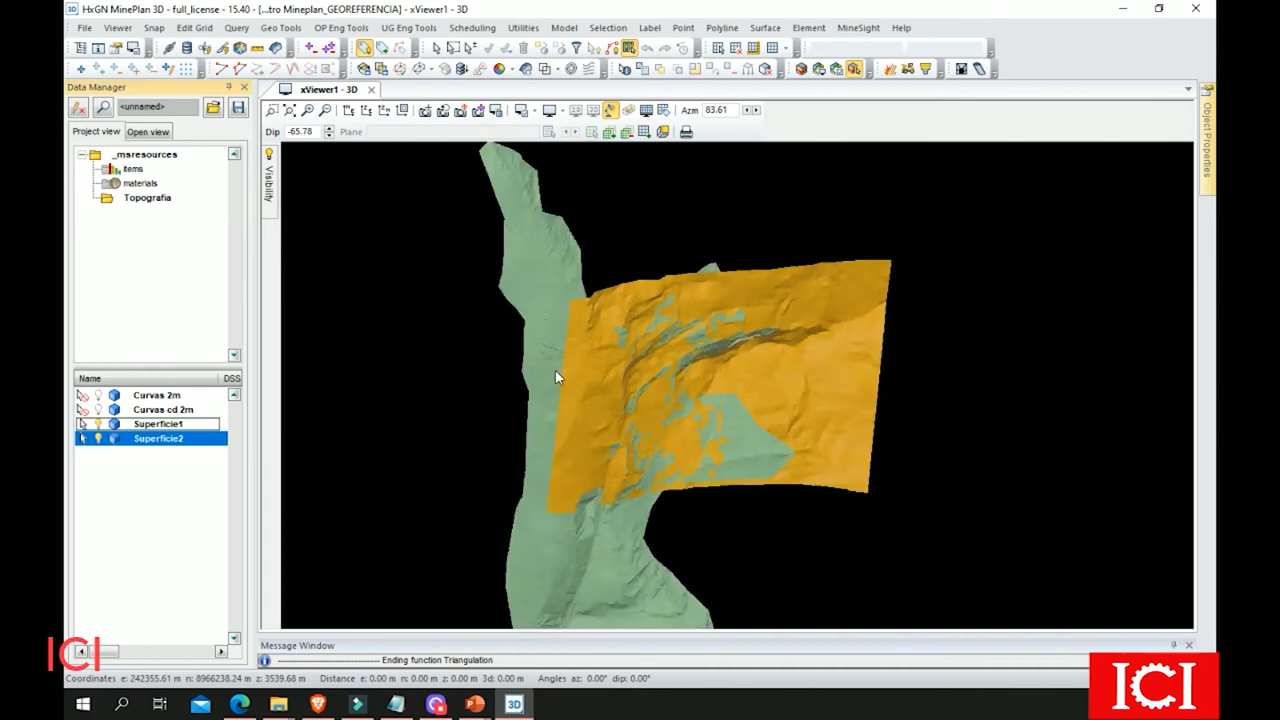 HxGN MinePlan 3D - full_license - 15.40 - [...tro Mineplan_GEOREFERENCIA] - xViewer1 - 3D
File Viewer Snap Edit Grid Query Geo Tools OP Eng Tools UG Eng Tools Scheduling Utilities Model Selection Label Point Polyline Surface Element MineSight Help
Data Manager
xViewer1 - 3D
<unnamed>
Azm 83.61
Project view Open view
Dip -65.78 Plane
_msresources
items
materials
Topografia
Visibility
Object Properties
Name DSS
Curvas 2m
Curvas cd 2m
Superficie1
Superficie2
Message Window
------------------------------- Ending function Triangulation
Coordinates e: 242355.61 m n: 8966238.24 m z: 3539.68 m Distance e: 0.00 m n: 0.00 m z: 0.00 m 3d: 0.00 m Angles az: 0.00° dip: 0.00°
ICI
ICI
3D